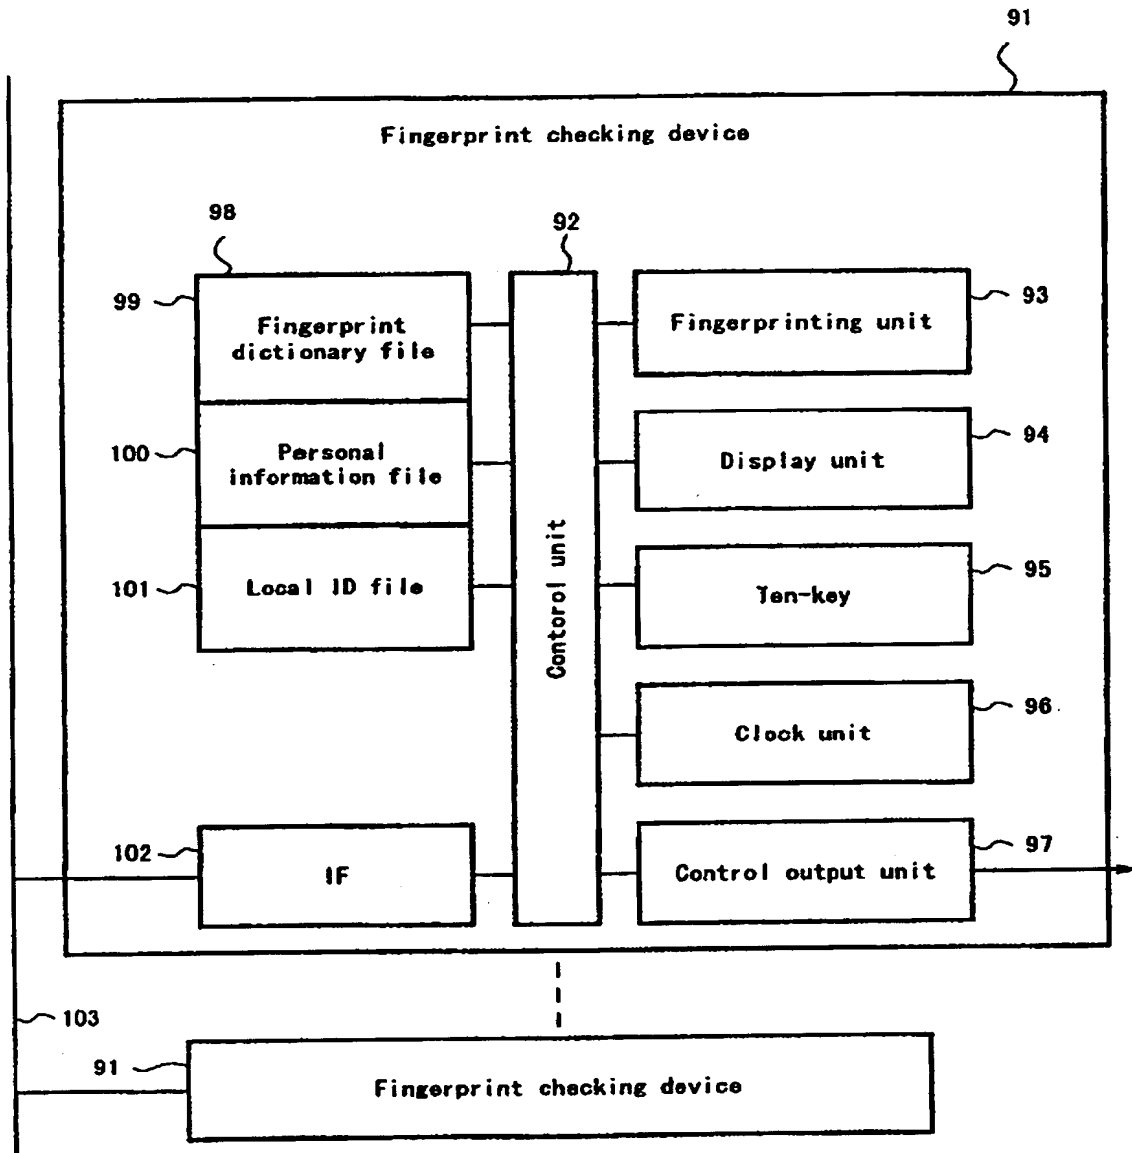 91
Fingerprint checking device
98
92
99
Fingerprint
dictionary file
Fingerprinting unit
93
100
Personal
information file
Display unit
94
101
Local ID file
Contorol unit
Ten-key
95
Clock unit
96
102
IF
Control output unit
97
103
91
Fingerprint checking device